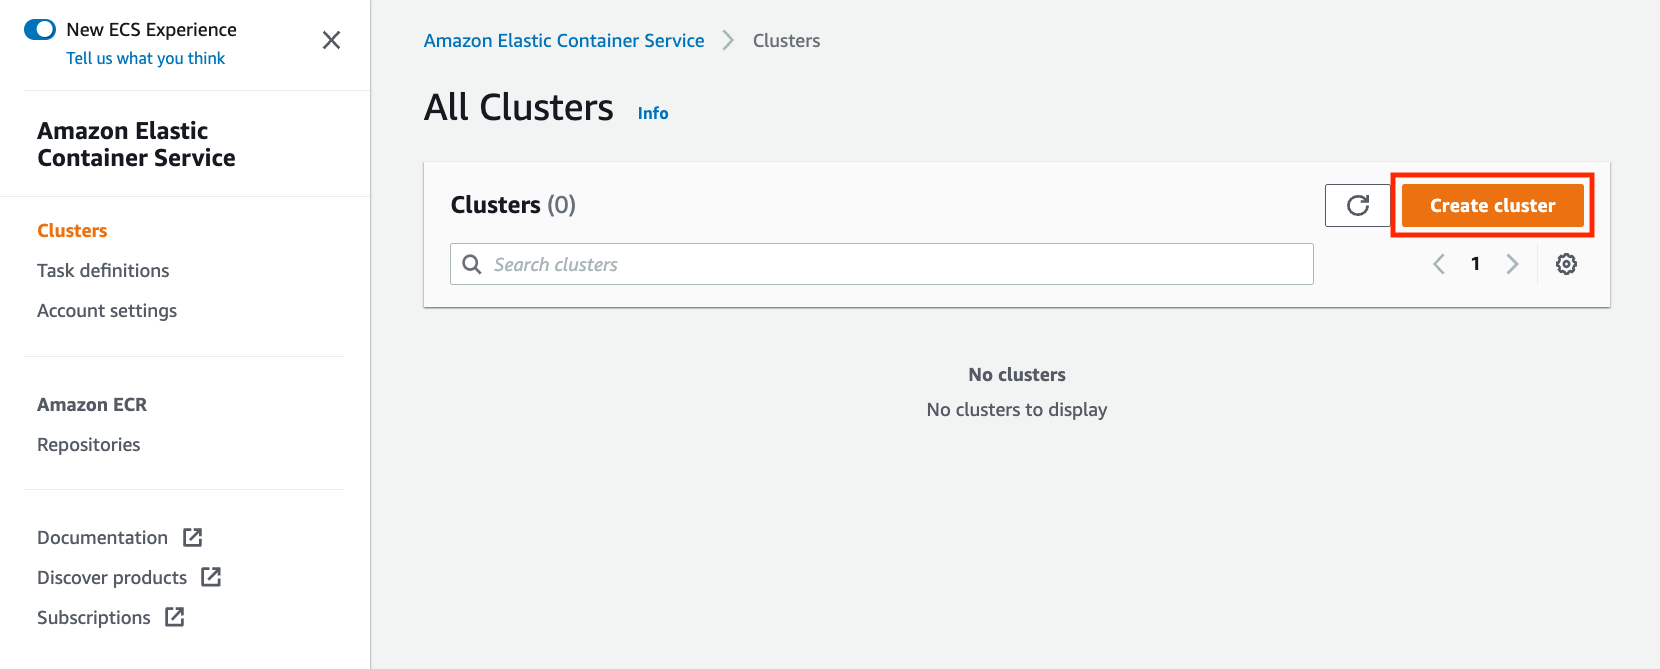 New ECS Experience
Tell us what you think
Amazon Elastic
Container Service
Clusters
Task definitions
Account settings
Amazon ECR
Repositories
Documentation
Discover products
Subscriptions
Amazon Elastic Container Service Clusters
All Clusters Info
Clusters (0)
Create cluster
Search clusters
1
No clusters
No clusters to display